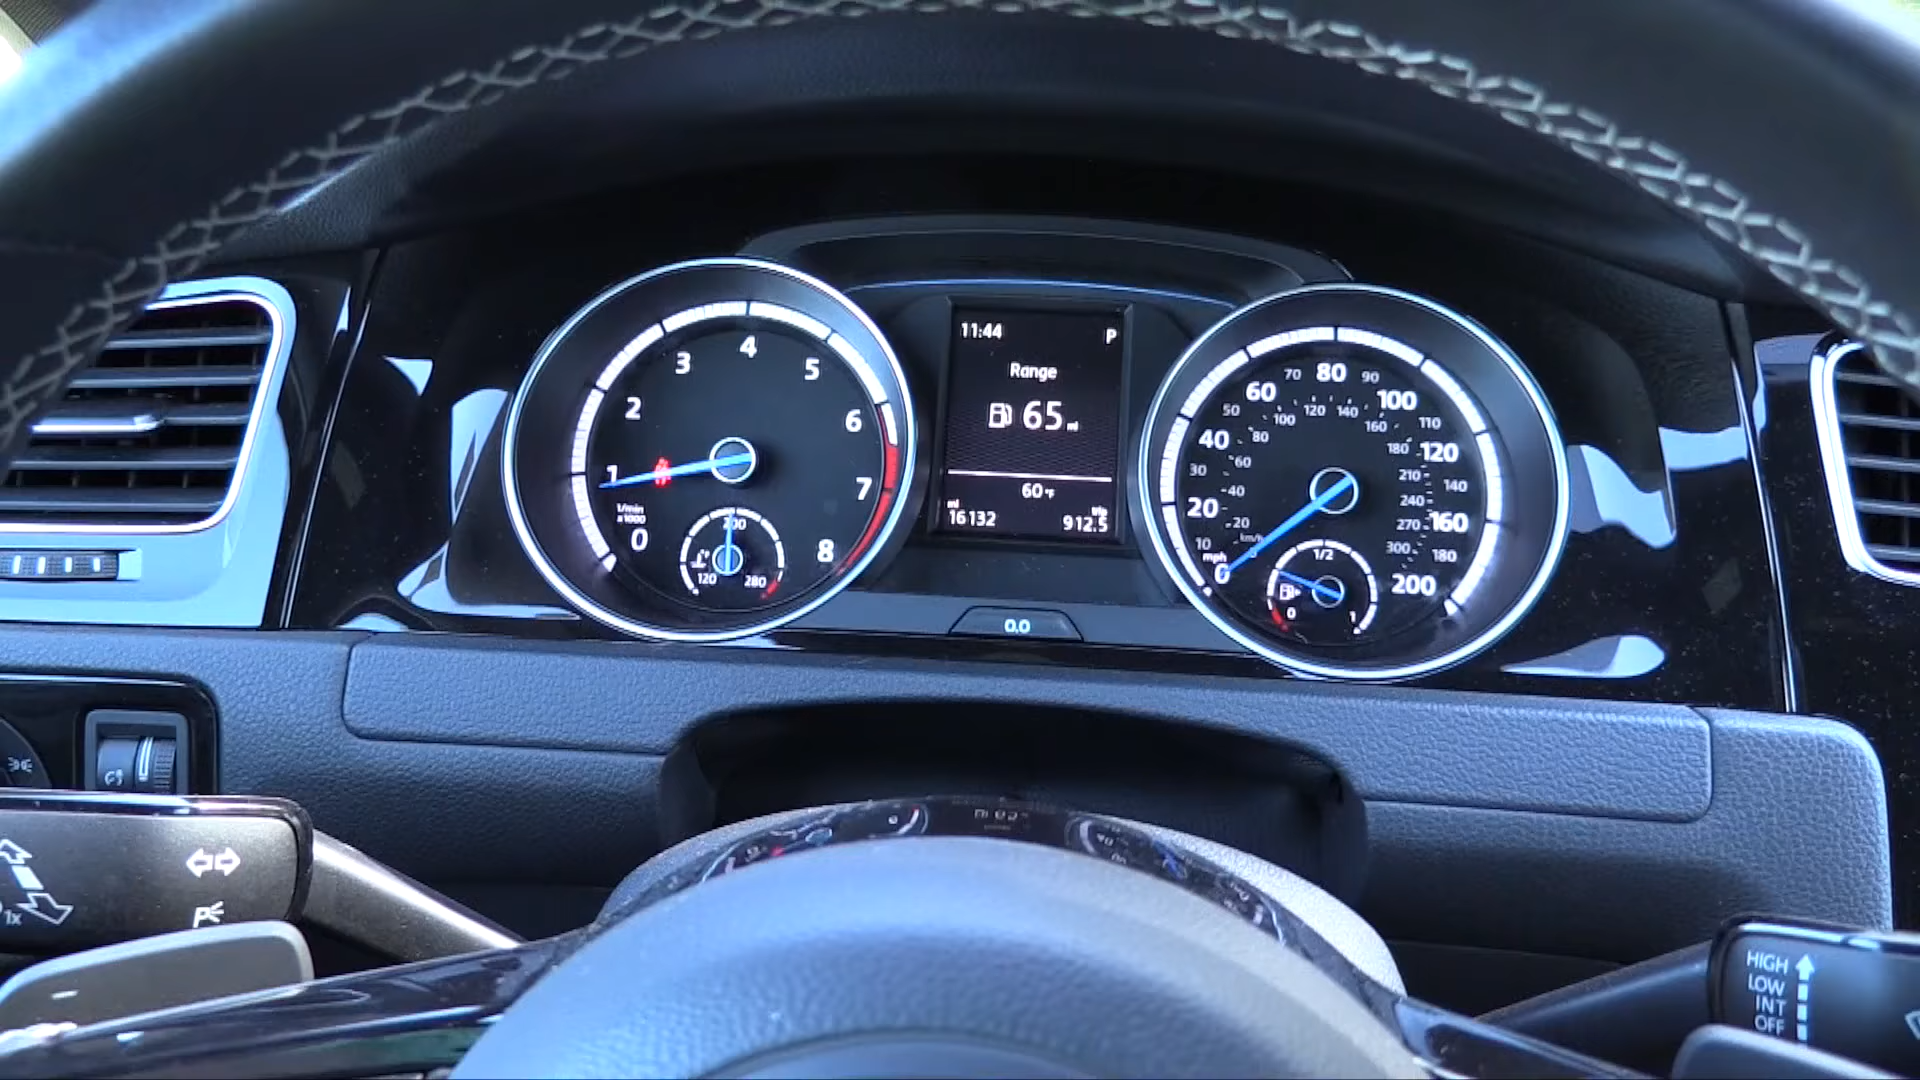 11:44 P
Range
65 mi
60°F
mi trip
16132 912.5
0.0
1/min
x1000
0 1 2 3 4 5 6 7 8
120 200 280
mph
0 10 20 30 40 50 60 70 80 90 100 110 120 140 160 180 200
km/h
20 40 60 80 100 120 140 160 180 210 240 270 300
0 1/2 1
1x
P
HIGH
LOW
INT
OFF